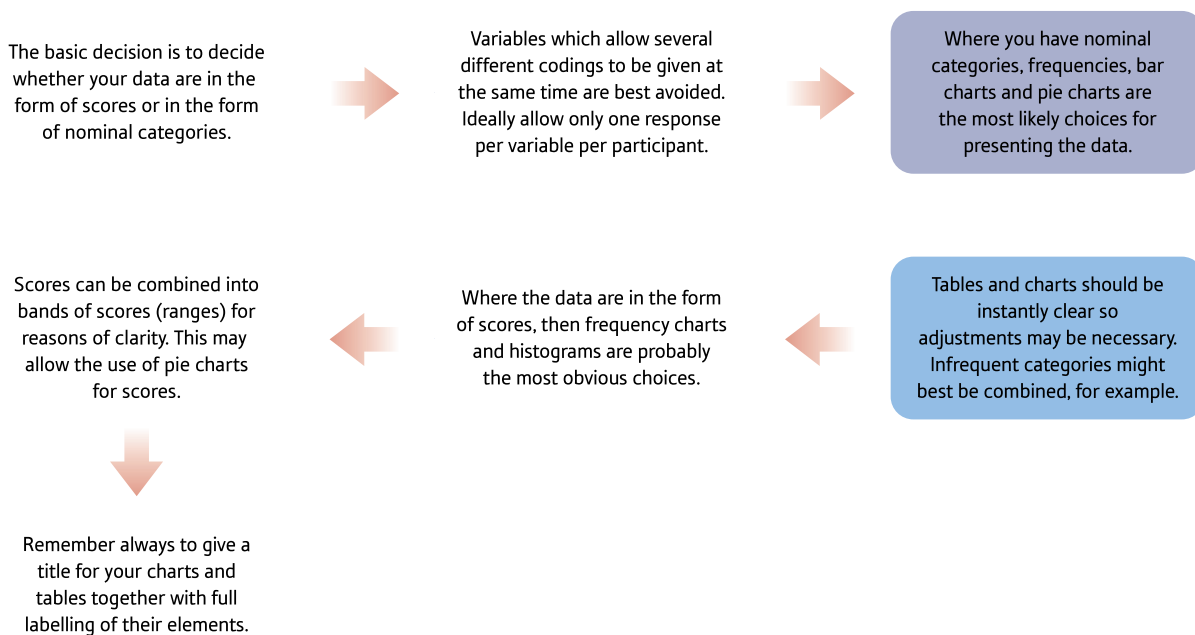 The basic decision is to decide
whether your data are in the
form of scores or in the form
of nominal categories.
Variables which allow several
different codings to be given at
the same time are best avoided.
Ideally allow only one response
per variable per participant.
Where you have nominal
categories, frequencies, bar
charts and pie charts are
the most likely choices for
presenting the data.
Tables and charts should be
instantly clear so
adjustments may be necessary.
Infrequent categories might
best be combined, for example.
Where the data are in the form
of scores, then frequency charts
and histograms are probably
the most obvious choices.
Scores can be combined into
bands of scores (ranges) for
reasons of clarity. This may
allow the use of pie charts
for scores.
Remember always to give a
title for your charts and
tables together with full
labelling of their elements.